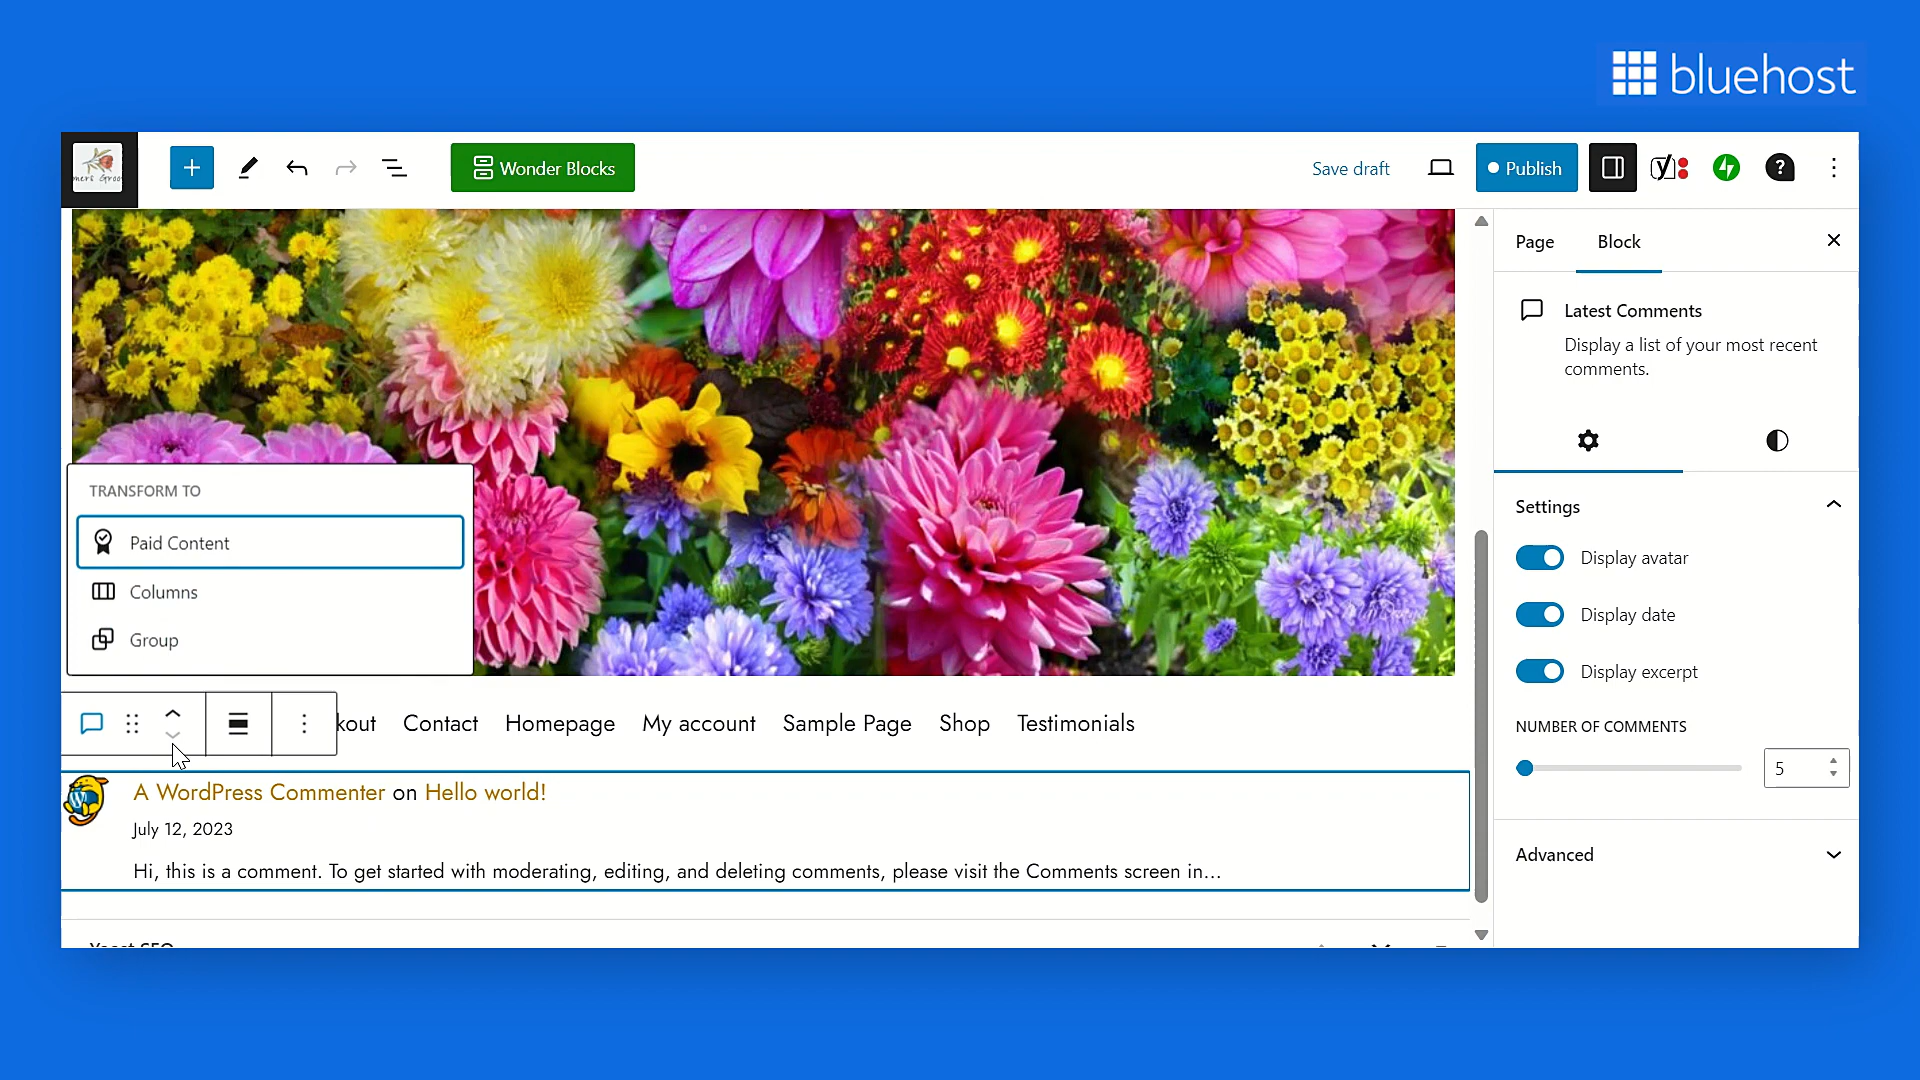 bluehost
Wonder Blocks
Save draft
Publish
Page
Block
Latest Comments
Display a list of your most recent
comments.
TRANSFORM TO
Paid Content
Columns
Group
Settings
Display avatar
Display date
Display excerpt
NUMBER OF COMMENTS
5
Advanced
kout Contact Homepage My account Sample Page Shop Testimonials
A WordPress Commenter on Hello world!
July 12, 2023
Hi, this is a comment. To get started with moderating, editing, and deleting comments, please visit the Comments screen in...
Yoast SEO